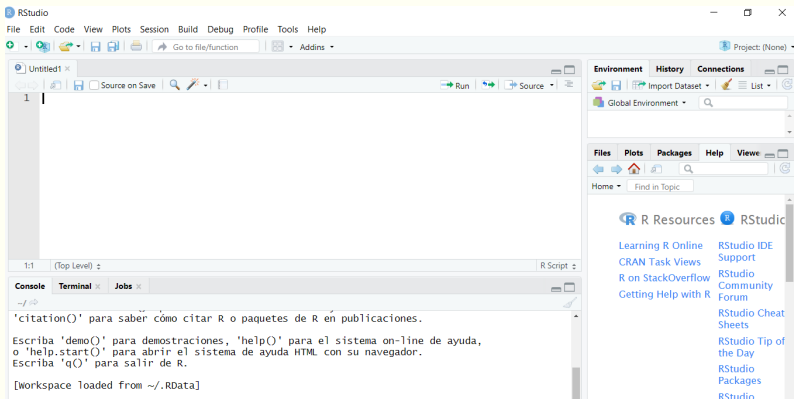 RStudio
File Edit Code View Plots Session Build Debug Profile Tools Help
Go to file/function
Addins
Project: (None)
Untitled1
Source on Save
Run
Source
1
1:1
(Top Level)
R Script
Console Terminal Jobs
~/
'citation()' para saber cómo citar R o paquetes de R en publicaciones.
Escriba 'demo()' para demostraciones, 'help()' para el sistema on-line de ayuda,
o 'help.start()' para abrir el sistema de ayuda HTML con su navegador.
Escriba 'q()' para salir de R.
[Workspace loaded from ~/.RData]
Environment History Connections
Import Dataset
List
Global Environment
Files Plots Packages Help Viewe
Home
Find in Topic
R Resources
Learning R Online
CRAN Task Views
R on StackOverflow
Getting Help with R
RStudio
RStudio IDE
Support
RStudio
Community
Forum
RStudio Cheat
Sheets
RStudio Tip of
the Day
RStudio
Packages
RStudio